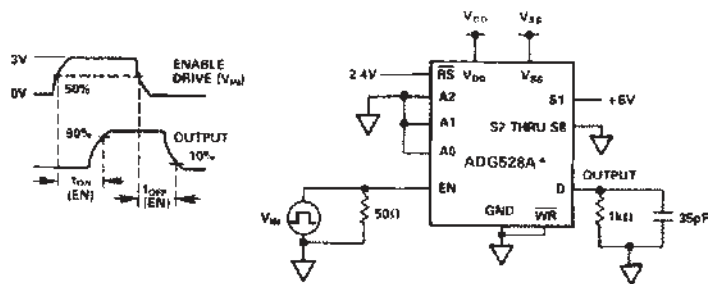 3V
0V
50%
ENABLE
DRIVE (VIN)
90%
OUTPUT
10%
tON
(EN)
tOFF
(EN)
VDD
VSS
2.4V
RS
VDD
VSS
A2
A1
A0
S1
+5V
S2 THRU S8
ADG528A*
EN
D
OUTPUT
VIN
50Ω
GND
WR
1kΩ
35pF